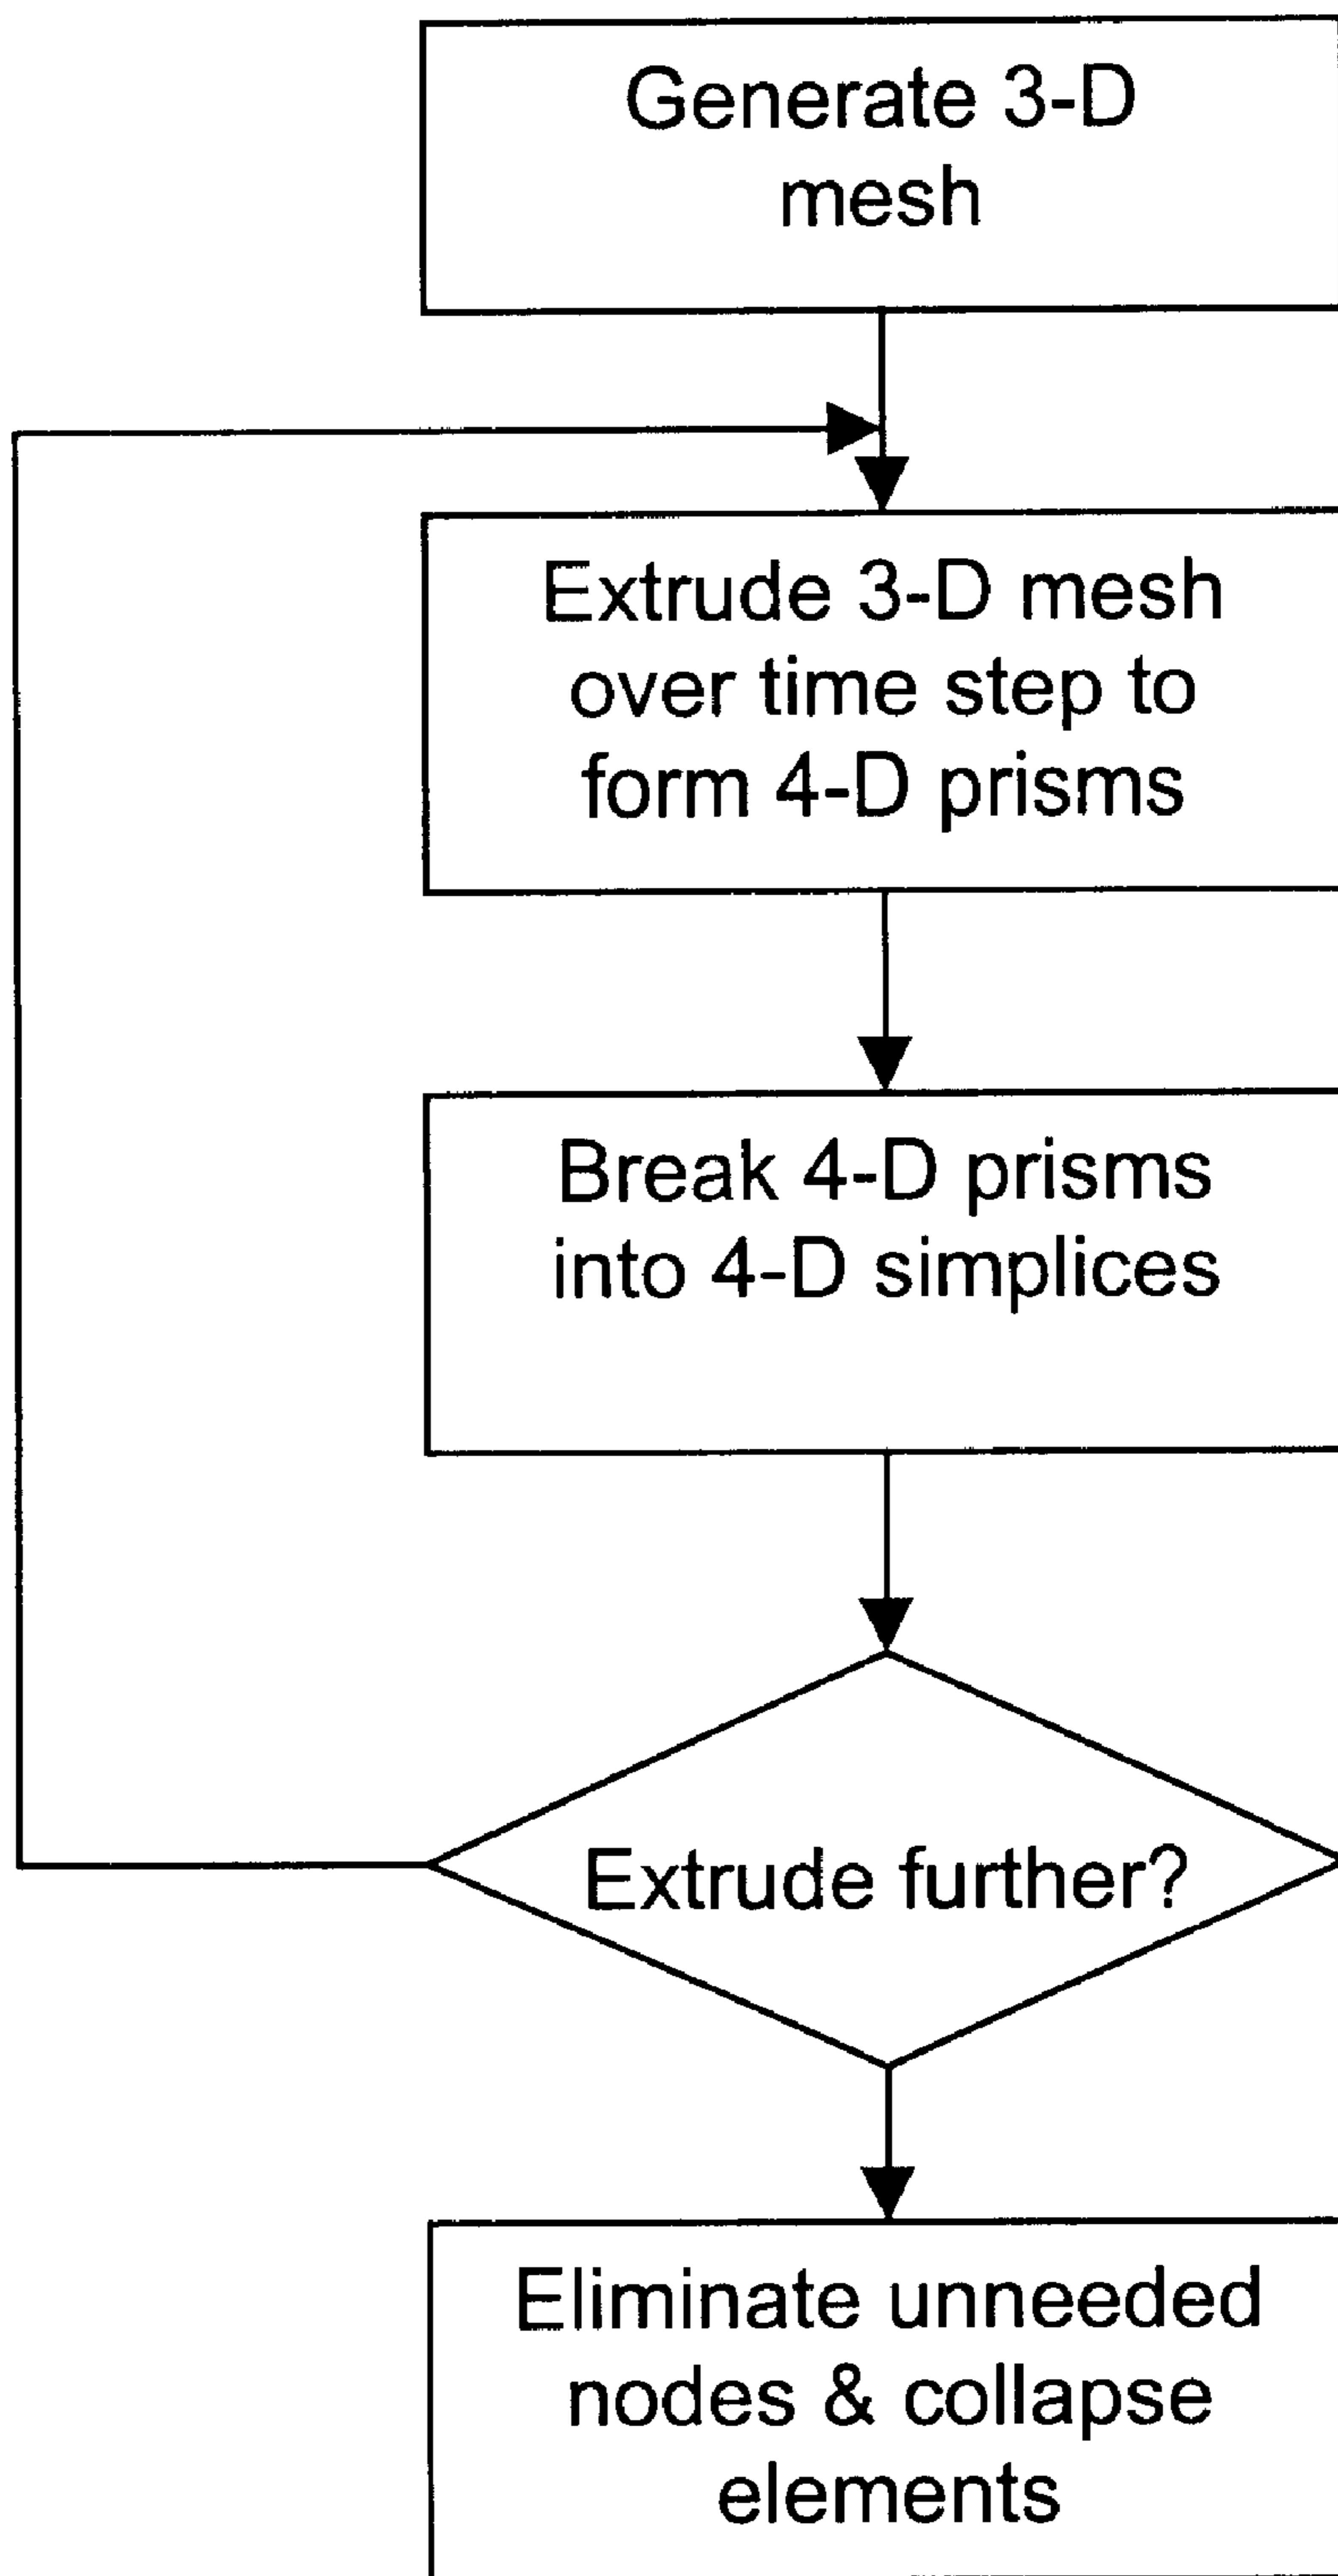 Generate 3-D
mesh
Extrude 3-D mesh
over time step to
form 4-D prisms
Break 4-D prisms
into 4-D simplices
Extrude further?
Eliminate unneeded
nodes & collapse
elements